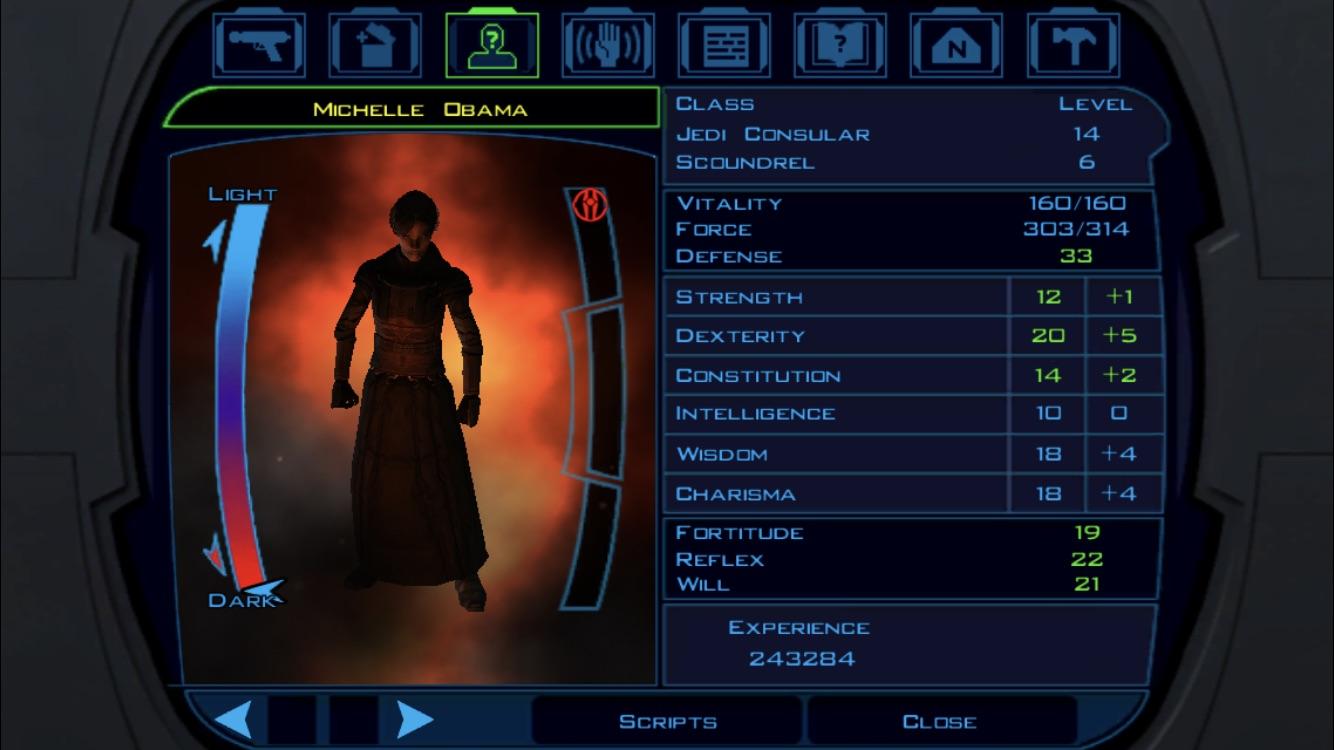 ?
?
N
MICHELLE OBAMA
LIGHT
DARK
CLASS LEVEL
JEDI CONSULAR 14
SCOUNDREL 6
VITALITY 160/160
FORCE 303/314
DEFENSE 33
STRENGTH 12 +1
DEXTERITY 20 +5
CONSTITUTION 14 +2
INTELLIGENCE 10 0
WISDOM 18 +4
CHARISMA 18 +4
FORTITUDE 19
REFLEX 22
WILL 21
EXPERIENCE
243284
SCRIPTS CLOSE